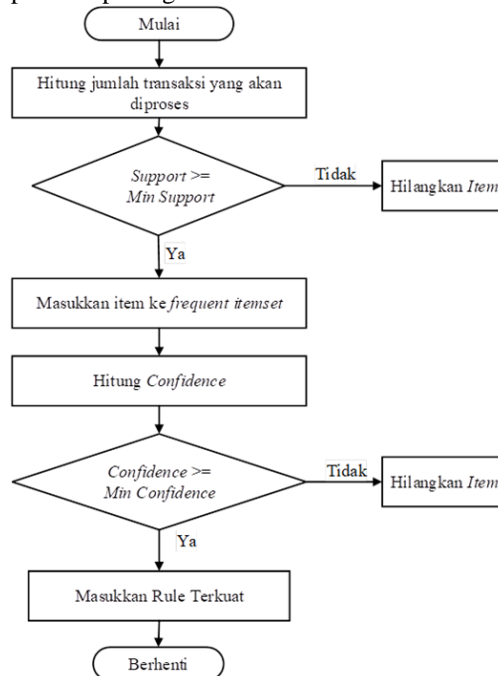 Mulai
Hitung jumlah transaksi yang akan
diproses
Support >=
Min Support
Tidak
Hilangkan Item
Ya
Masukkan item ke frequent itemset
Hitung Confidence
Confidence >=
Min Confidence
Tidak
Hilangkan Item
Ya
Masukkan Rule Terkuat
Berhenti